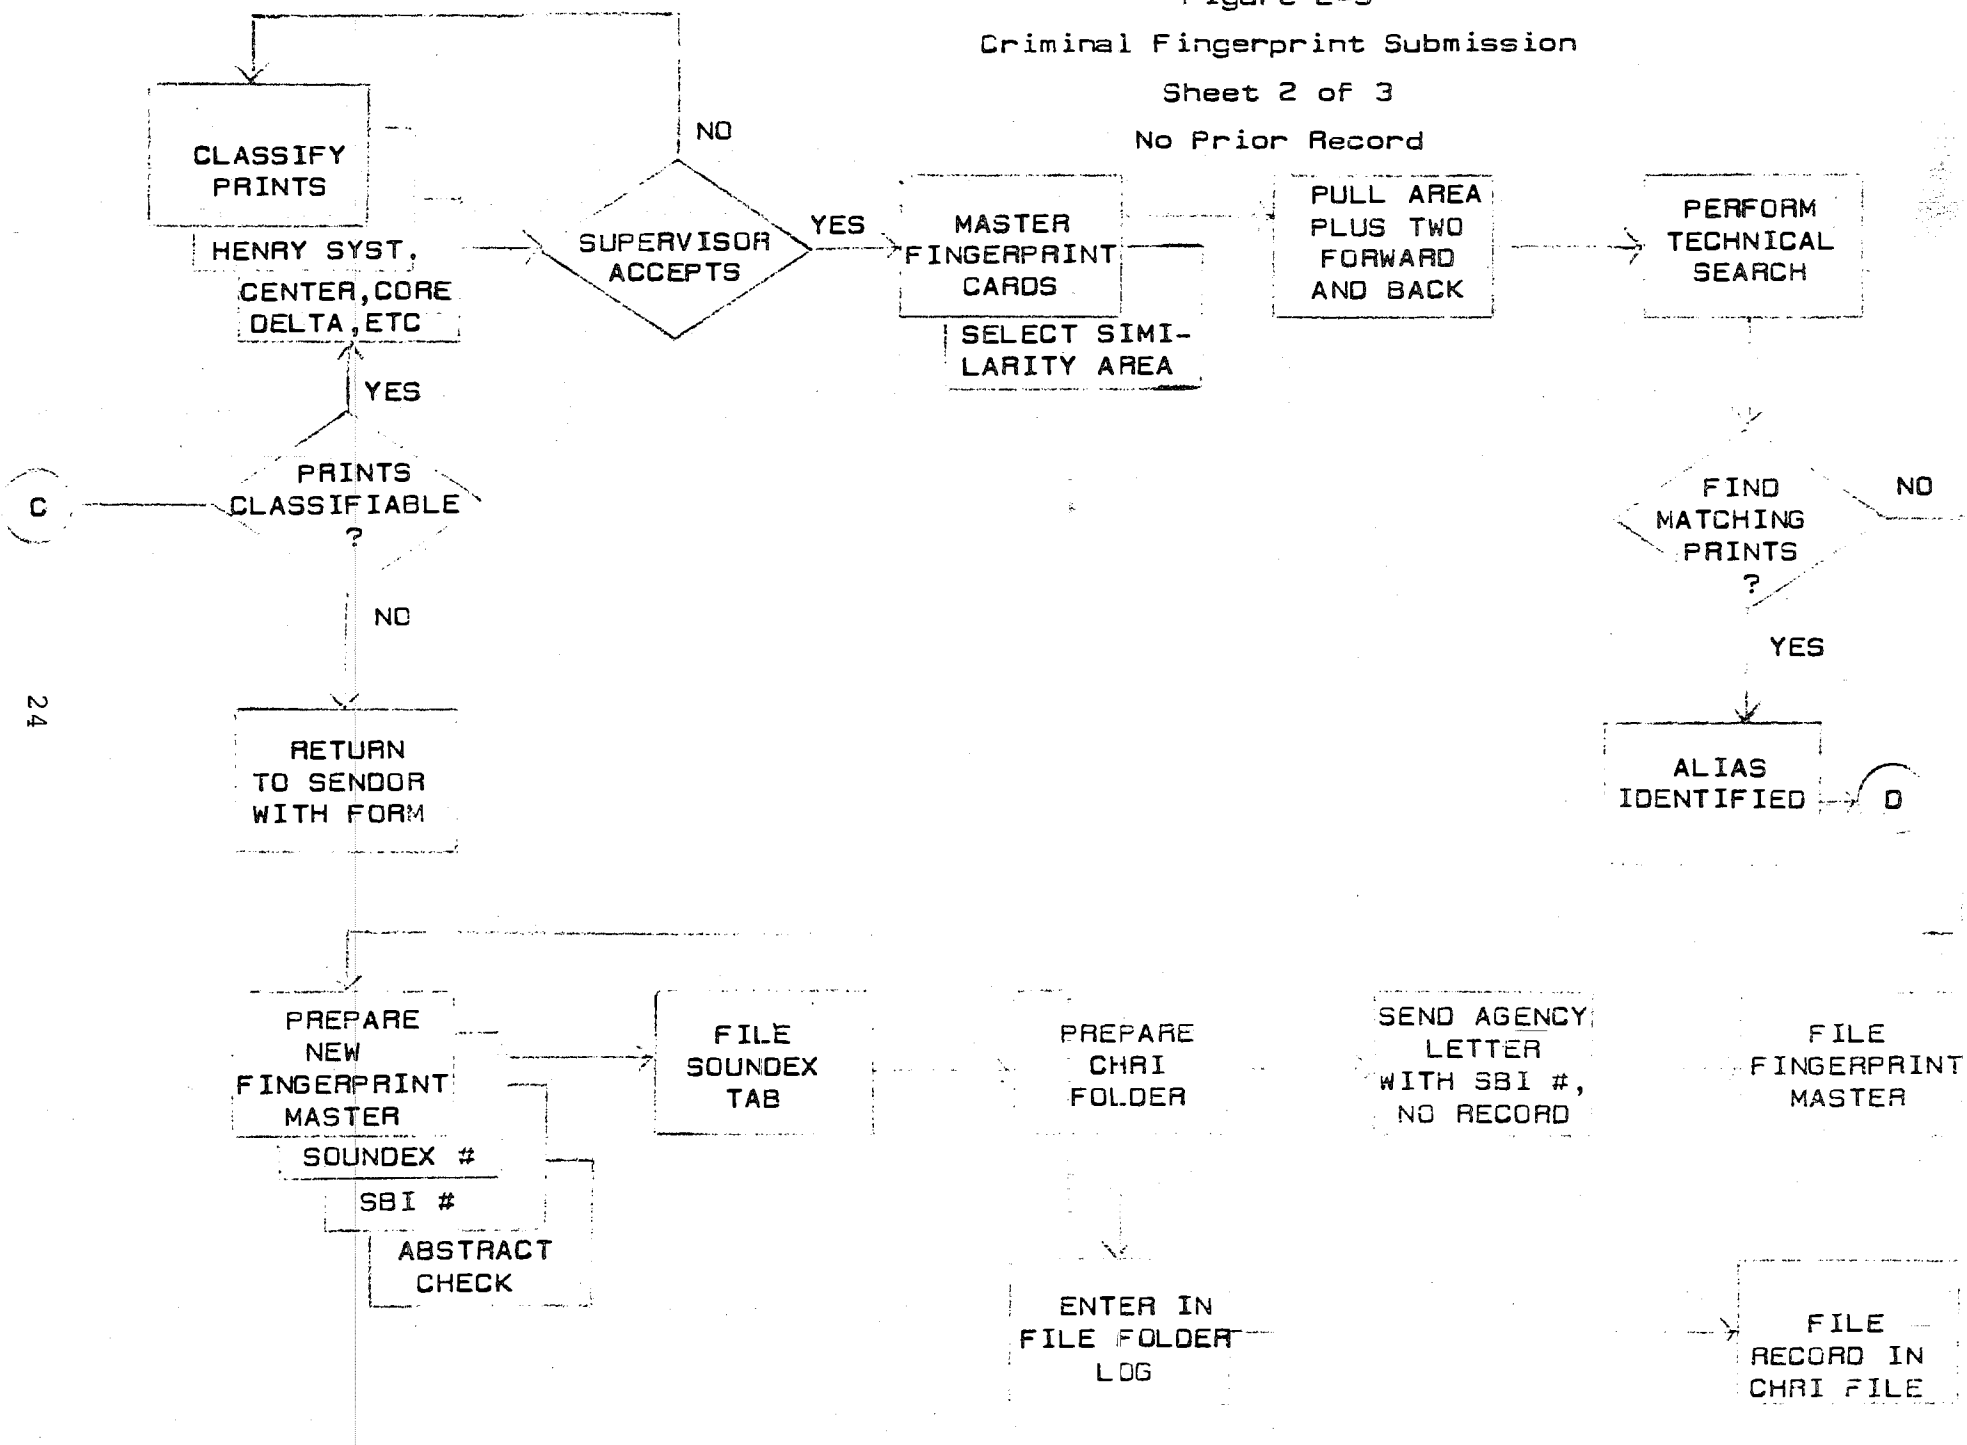 Figure 2-3
Criminal Fingerprint Submission
Sheet 2 of 3
No Prior Record
CLASSIFY
PRINTS
HENRY SYST.
CENTER,CORE
DELTA,ETC
NO
SUPERVISOR
ACCEPTS
YES
MASTER
FINGERPRINT
CARDS
SELECT SIMI-
LARITY AREA
PULL AREA
PLUS TWO
FORWARD
AND BACK
PERFORM
TECHNICAL
SEARCH
YES
C
PRINTS
CLASSIFIABLE
?
NO
FIND
MATCHING
PRINTS
?
NO
YES
24
RETURN
TO SENDOR
WITH FORM
ALIAS
IDENTIFIED
D
PREPARE
NEW
FINGERPRINT
MASTER
SOUNDEX #
SBI #
ABSTRACT
CHECK
FILE
SOUNDEX
TAB
PREPARE
CHRI
FOLDER
SEND AGENCY
LETTER
WITH SBI #,
NO RECORD
FILE
FINGERPRINT
MASTER
ENTER IN
FILE FOLDER
LOG
FILE
RECORD IN
CHRI FILE